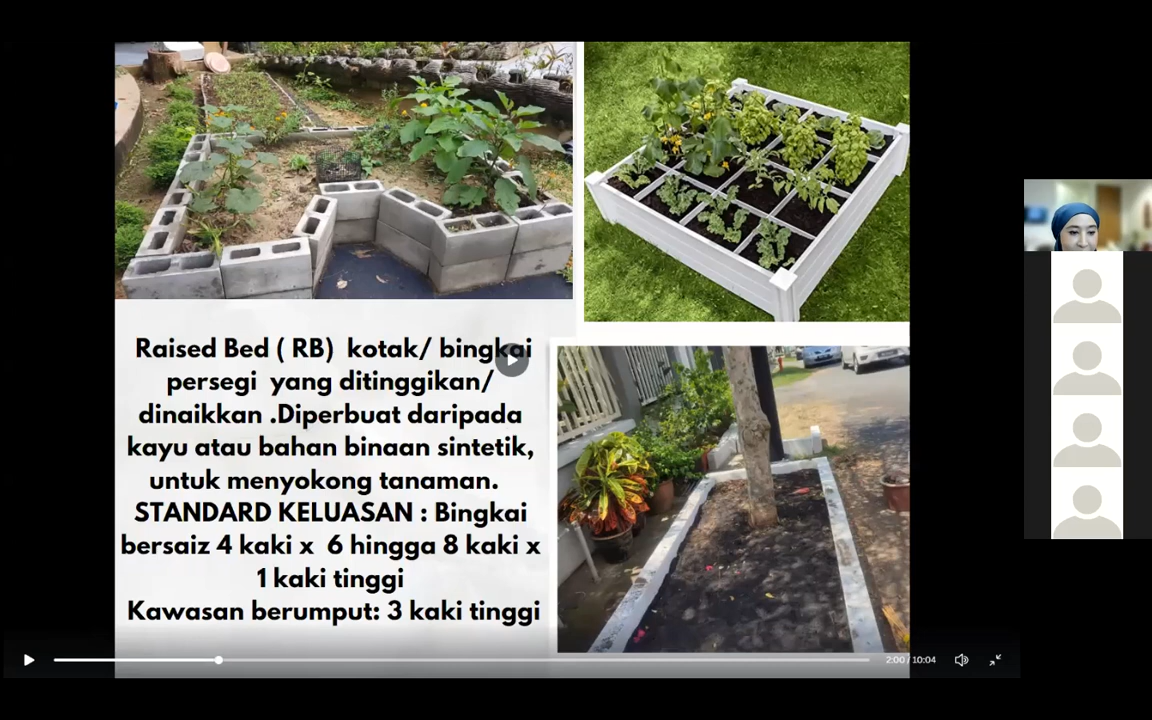 Raised Bed ( RB) kotak/ bingkai
persegi yang ditinggikan/
dinaikkan .Diperbuat daripada
kayu atau bahan binaan sintetik,
untuk menyokong tanaman.
STANDARD KELUASAN : Bingkai
bersaiz 4 kaki x 6 hingga 8 kaki x
1 kaki tinggi
Kawasan berumput: 3 kaki tinggi
2:00 / 10:04